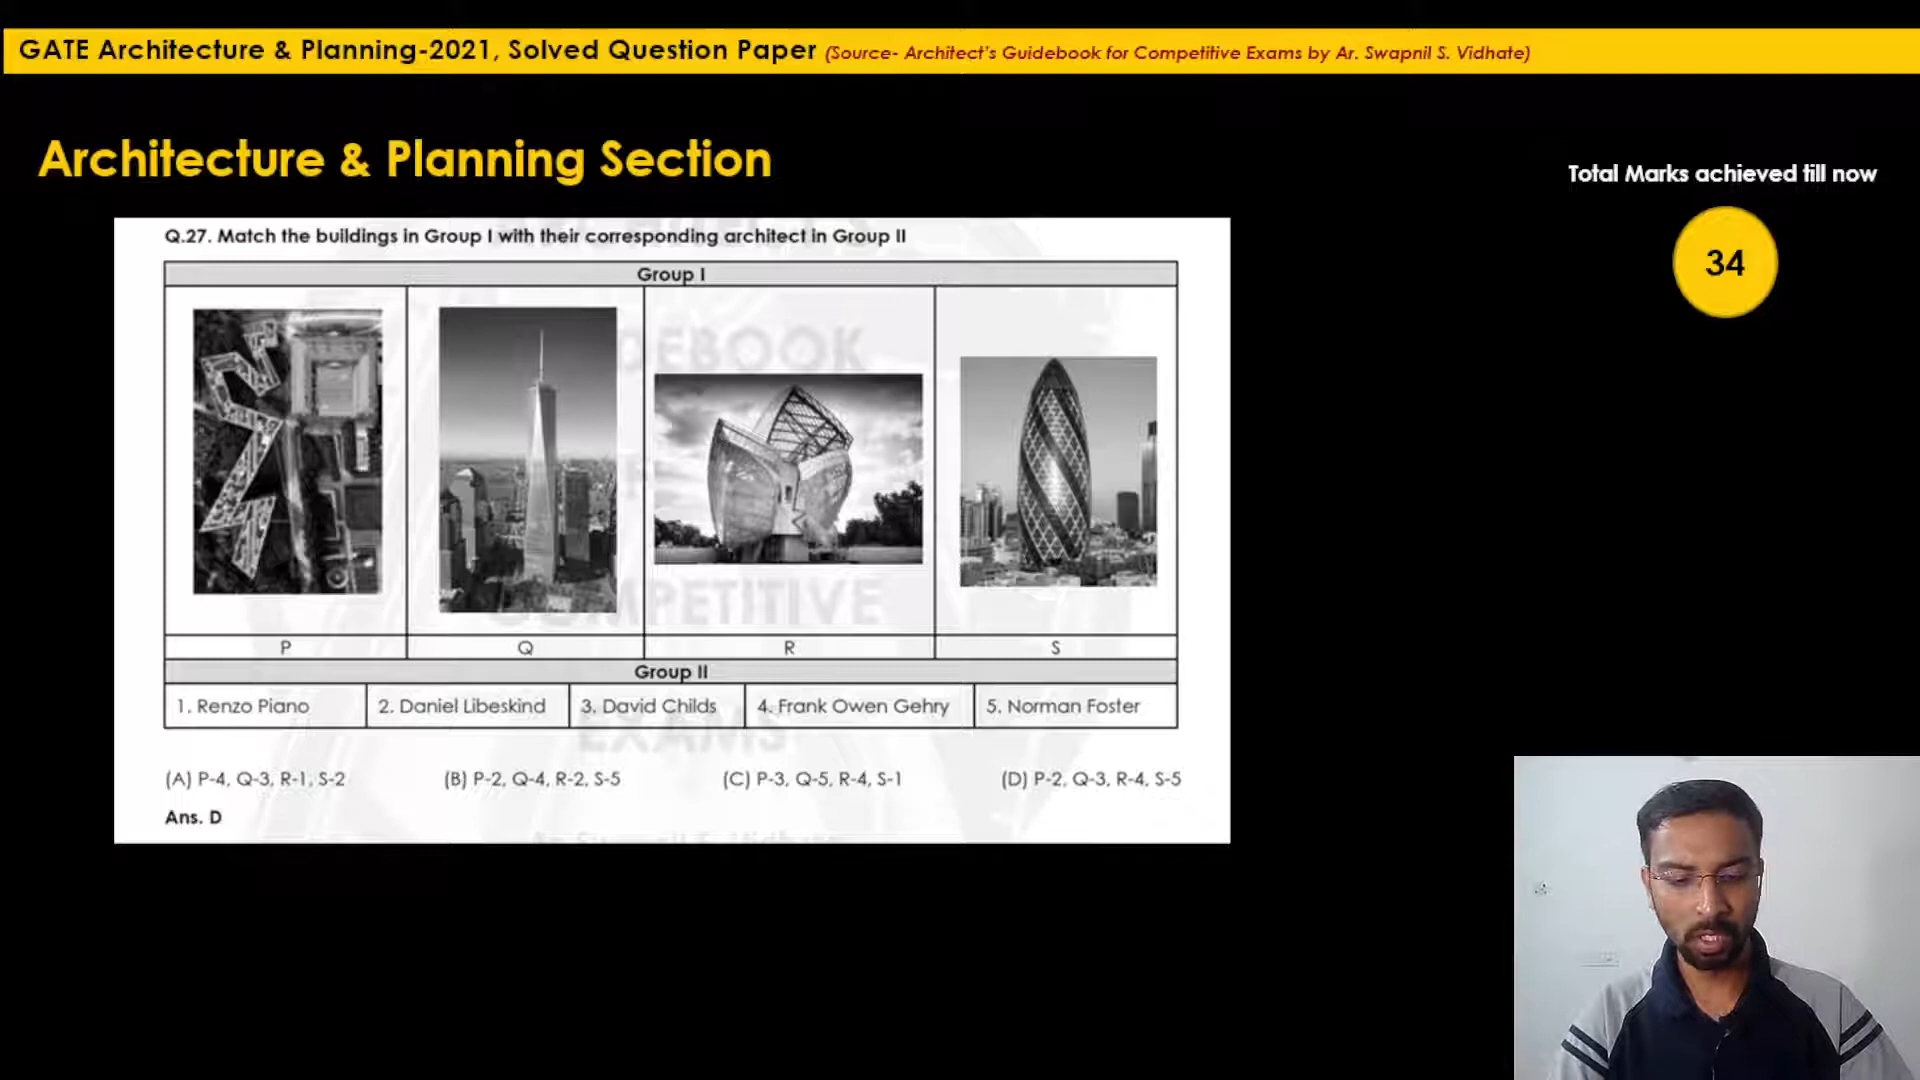 GATE Architecture & Planning-2021, Solved Question Paper (Source- Architect's Guidebook for Competitive Exams by Ar. Swapnil S. Vidhate)
Architecture & Planning Section
Total Marks achieved till now
34
Q.27. Match the buildings in Group I with their corresponding architect in Group II
Group I
P Q R S
Group II
1. Renzo Piano 2. Daniel Libeskind 3. David Childs 4. Frank Owen Gehry 5. Norman Foster
(A) P-4, Q-3, R-1, S-2 (B) P-2, Q-4, R-2, S-5 (C) P-3, Q-5, R-4, S-1 (D) P-2, Q-3, R-4, S-5
Ans. D
COMPETITIVE
EXAMS